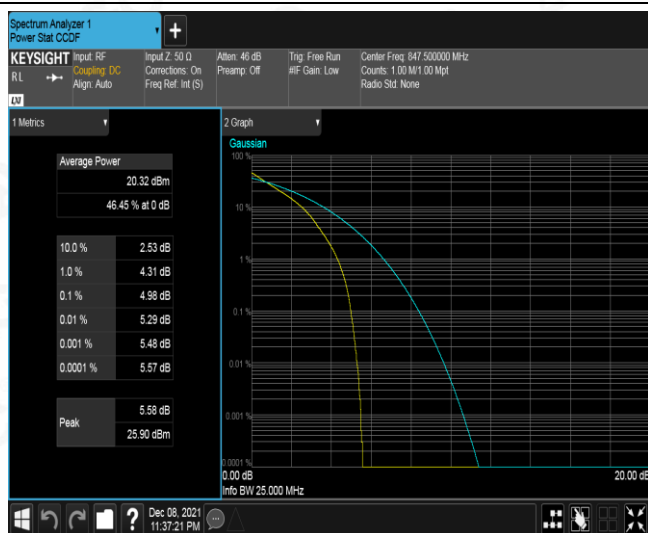 Spectrum Analyzer 1
Power Stat CCDF
+
KEYSIGHT
RL
LXI
Input: RF
Coupling: DC
Align: Auto
Input Z: 50 Ω
Corrections: On
Freq Ref: Int (S)
Atten: 46 dB
Preamp: Off
Trig: Free Run
#IF Gain: Low
Center Freq: 847.500000 MHz
Counts: 1.00 M/1.00 Mpt
Radio Std: None
1 Metrics
Average Power
20.32 dBm
46.45 % at 0 dB
10.0 % 2.53 dB
1.0 % 4.31 dB
0.1 % 4.98 dB
0.01 % 5.29 dB
0.001 % 5.48 dB
0.0001 % 5.57 dB
Peak
5.58 dB
25.90 dBm
2 Graph
Gaussian
100 %
10 %
1 %
0.1 %
0.01 %
0.001 %
0.0001 %
0.00 dB 20.00 dB
Info BW 25.000 MHz
?
Dec 08, 2021
11:37:21 PM